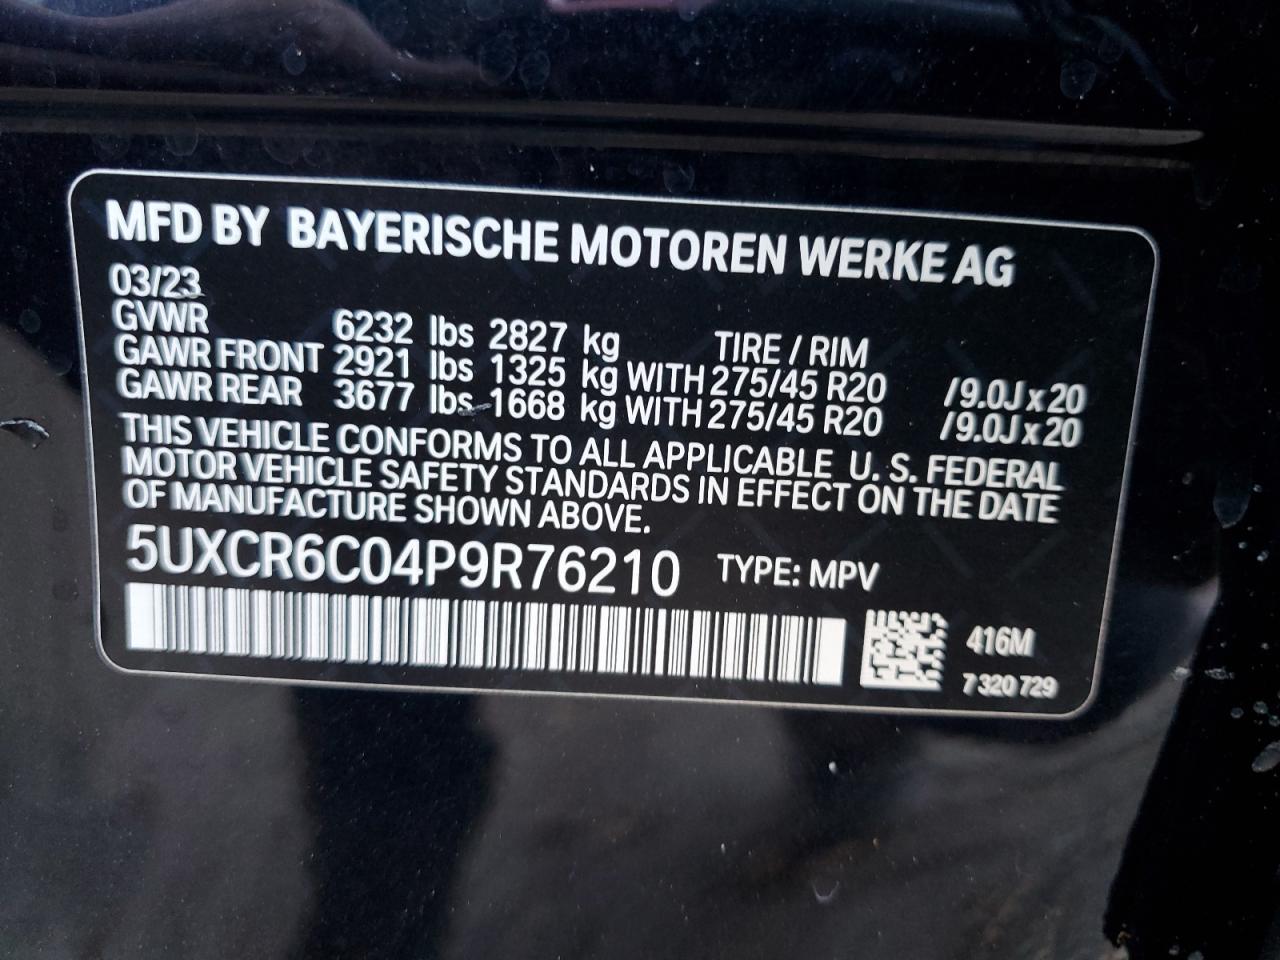 MFD BY BAYERISCHE MOTOREN WERKE AG
03/23
GVWR 6232 lbs 2827 kg TIRE / RIM
GAWR FRONT 2921 lbs 1325 kg WITH 275/45 R20 /9.0J x 20
GAWR REAR 3677 lbs 1668 kg WITH 275/45 R20 /9.0J x 20
THIS VEHICLE CONFORMS TO ALL APPLICABLE U. S. FEDERAL
MOTOR VEHICLE SAFETY STANDARDS IN EFFECT ON THE DATE
OF MANUFACTURE SHOWN ABOVE.
5UXCR6C04P9R76210 TYPE: MPV
416M
7 320 729